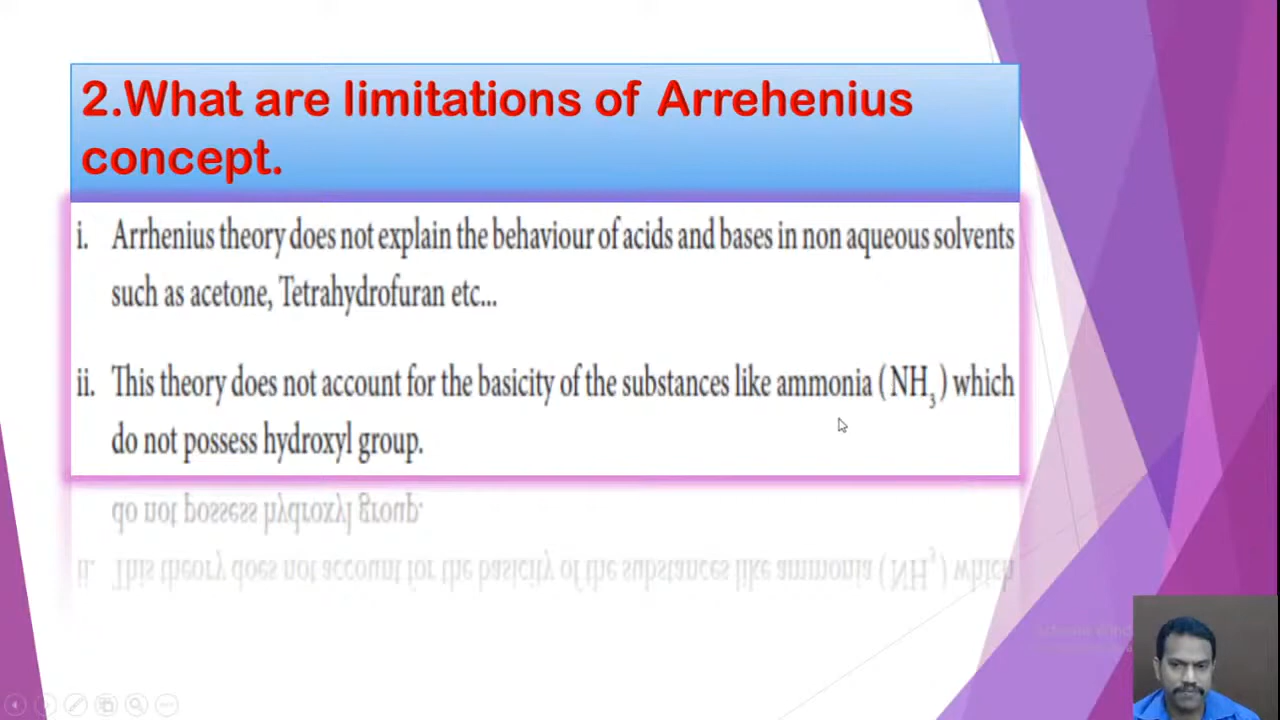 2.What are limitations of Arrehenius
concept.
i. Arrhenius theory does not explain the behaviour of acids and bases in non aqueous solvents
such as acetone, Tetrahydrofuran etc...
ii. This theory does not account for the basicity of the substances like ammonia ( NH₃ ) which
do not possess hydroxyl group.